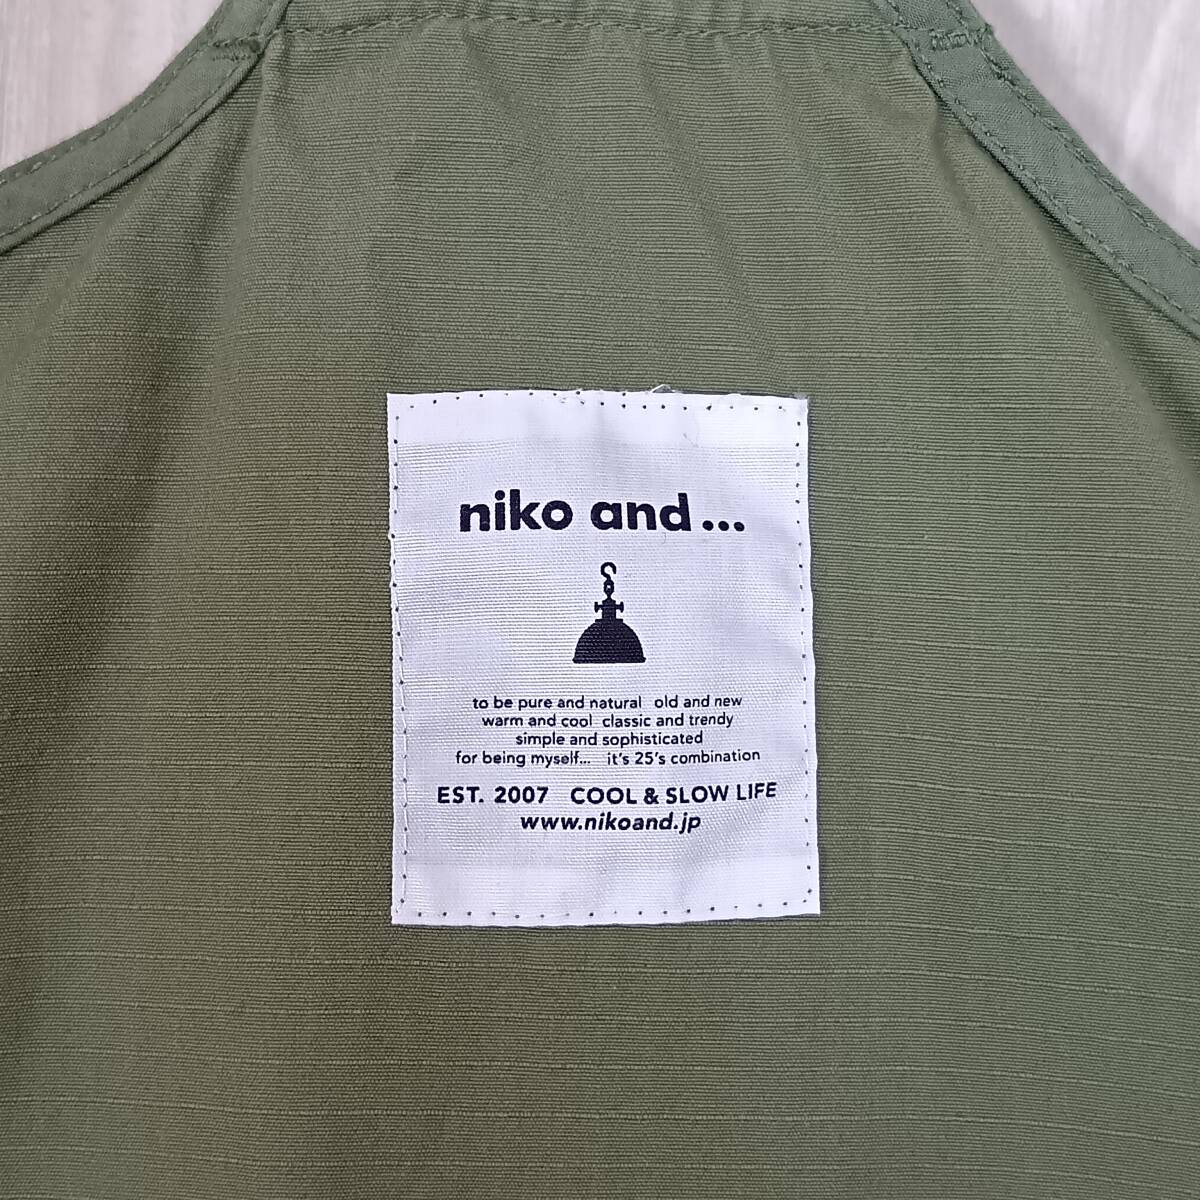 niko and...
to be pure and natural old and new
warm and cool classic and trendy
simple and sophisticated
for being myself... it's 25's combination
EST. 2007 COOL & SLOW LIFE
www.nikoand.jp